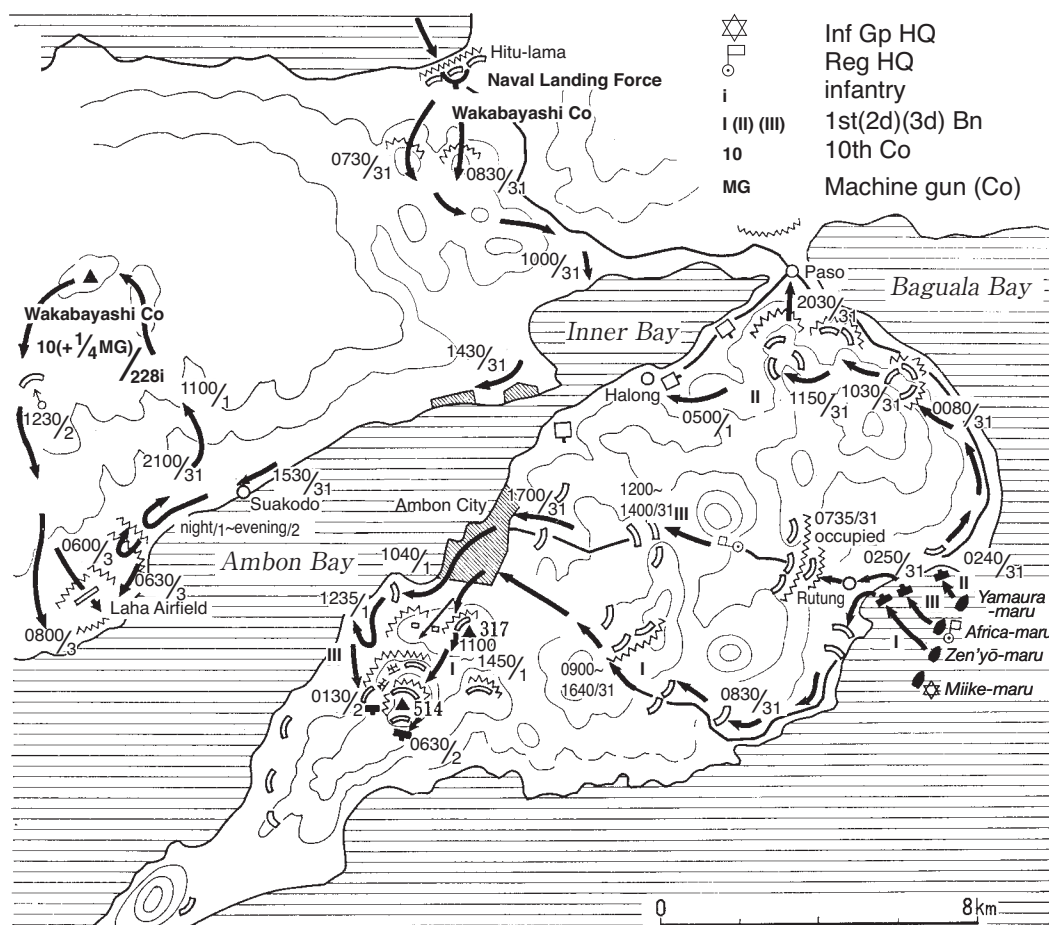 Inf Gp HQ
Reg HQ
i infantry
I (II) (III) 1st(2d)(3d) Bn
10 10th Co
MG Machine gun (Co)
Hitu-lama
Naval Landing Force
Wakabayashi Co
0730/31
0830/31
1000/31
Paso
Baguala Bay
2030/31
Inner Bay
Wakabayashi Co
10(+1/4MG)/228i
1430/31
Halong
II
1150/31
1030/31
0080/31
0500/1
1100/1
1230/2
2100/31
1530/31
Suakodo
night/1~evening/2
Ambon City
1700/31
1200~
1400/31
III
0735/31
occupied
0600/3
0630/3
Laha Airfield
Ambon Bay
1040/1
0250/31
0240/31
II
Rutung
III
Yamaura
-maru
I
Africa-maru
Zen'yō-maru
Miike-maru
0800/3
1235/1
317
1100
~
1450/1
III
I
0900~
1640/31
I
0830/31
0130/2
514
0630/2
0 8km